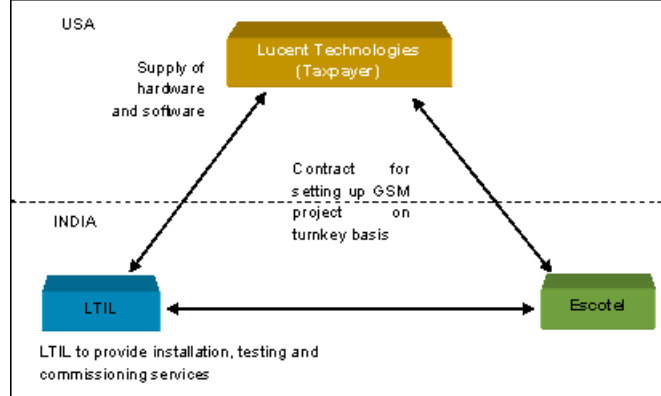 USA
Lucent Technologies
(Taxpayer)
Supply of
hardware
and software
Contract for
setting up GSM
project on
turnkey basis
INDIA
LTIL
Escotel
LTIL to provide installation, testing and
commissioning services